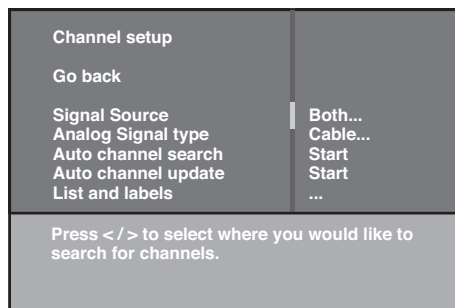 Channel setup
Go back
Signal Source Both...
Analog Signal type Cable...
Auto channel search Start
Auto channel update Start
List and labels ...
Press < / > to select where you would like to
search for channels.